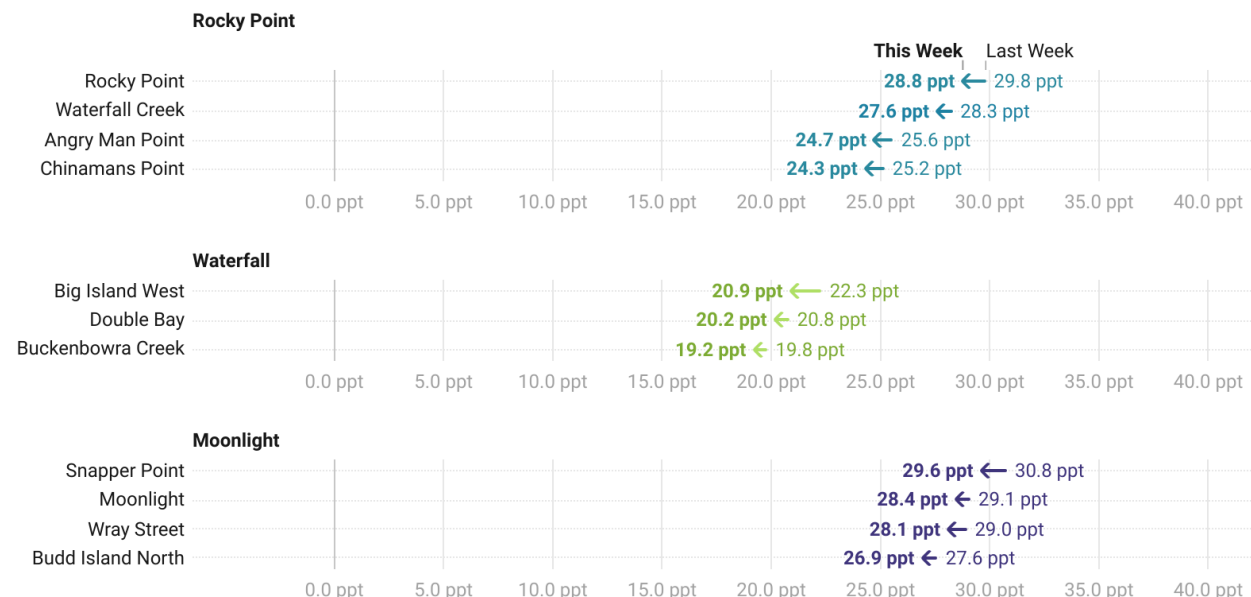 Rocky Point
This Week Last Week
Rocky Point 28.8 ppt 29.8 ppt
Waterfall Creek 27.6 ppt 28.3 ppt
Angry Man Point 24.7 ppt 25.6 ppt
Chinamans Point 24.3 ppt 25.2 ppt
0.0 ppt 5.0 ppt 10.0 ppt 15.0 ppt 20.0 ppt 25.0 ppt 30.0 ppt 35.0 ppt 40.0 ppt
Waterfall
Big Island West 20.9 ppt 22.3 ppt
Double Bay 20.2 ppt 20.8 ppt
Buckenbowra Creek 19.2 ppt 19.8 ppt
0.0 ppt 5.0 ppt 10.0 ppt 15.0 ppt 20.0 ppt 25.0 ppt 30.0 ppt 35.0 ppt 40.0 ppt
Moonlight
Snapper Point 29.6 ppt 30.8 ppt
Moonlight 28.4 ppt 29.1 ppt
Wray Street 28.1 ppt 29.0 ppt
Budd Island North 26.9 ppt 27.6 ppt
0.0 ppt 5.0 ppt 10.0 ppt 15.0 ppt 20.0 ppt 25.0 ppt 30.0 ppt 35.0 ppt 40.0 ppt